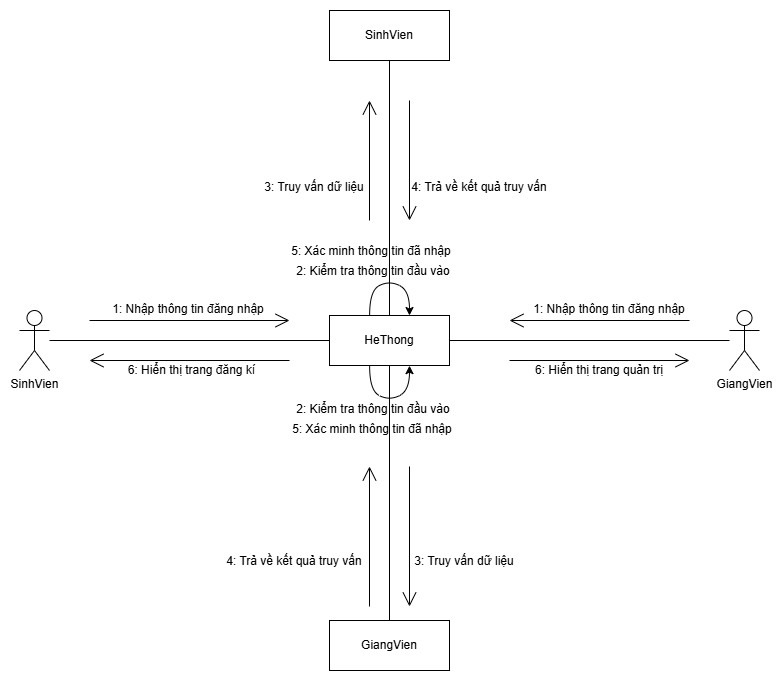 SinhVien
3: Truy vấn dữ liệu
4: Trả về kết quả truy vấn
5: Xác minh thông tin đã nhập
2: Kiểm tra thông tin đầu vào
1: Nhập thông tin đăng nhập
1: Nhập thông tin đăng nhập
HeThong
6: Hiển thị trang đăng kí
6: Hiển thị trang quản trị
SinhVien
GiangVien
2: Kiểm tra thông tin đầu vào
5: Xác minh thông tin đã nhập
4: Trả về kết quả truy vấn
3: Truy vấn dữ liệu
GiangVien